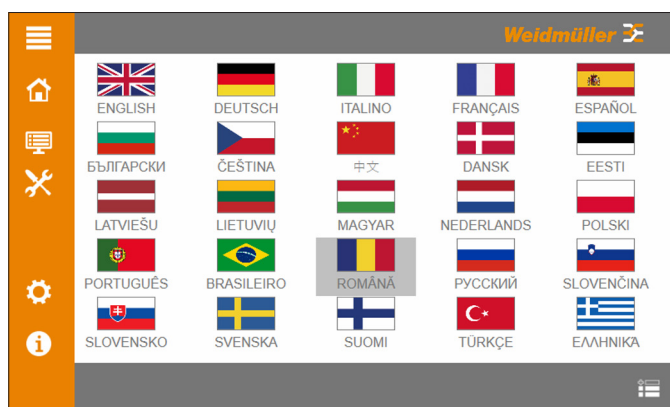 Weidmüller
ENGLISH DEUTSCH ITALINO FRANÇAIS ESPAÑOL
БЪЛГАРСКИ ČEŠTINA 中文 DANSK EESTI
LATVIEŠU LIETUVIŲ MAGYAR NEDERLANDS POLSKI
PORTUGUÊS BRASILEIRO ROMÂNĂ РУССКИЙ SLOVENČINA
SLOVENSKO SVENSKA SUOMI TÜRKÇE ΕΛΛΗΝΙΚΆ